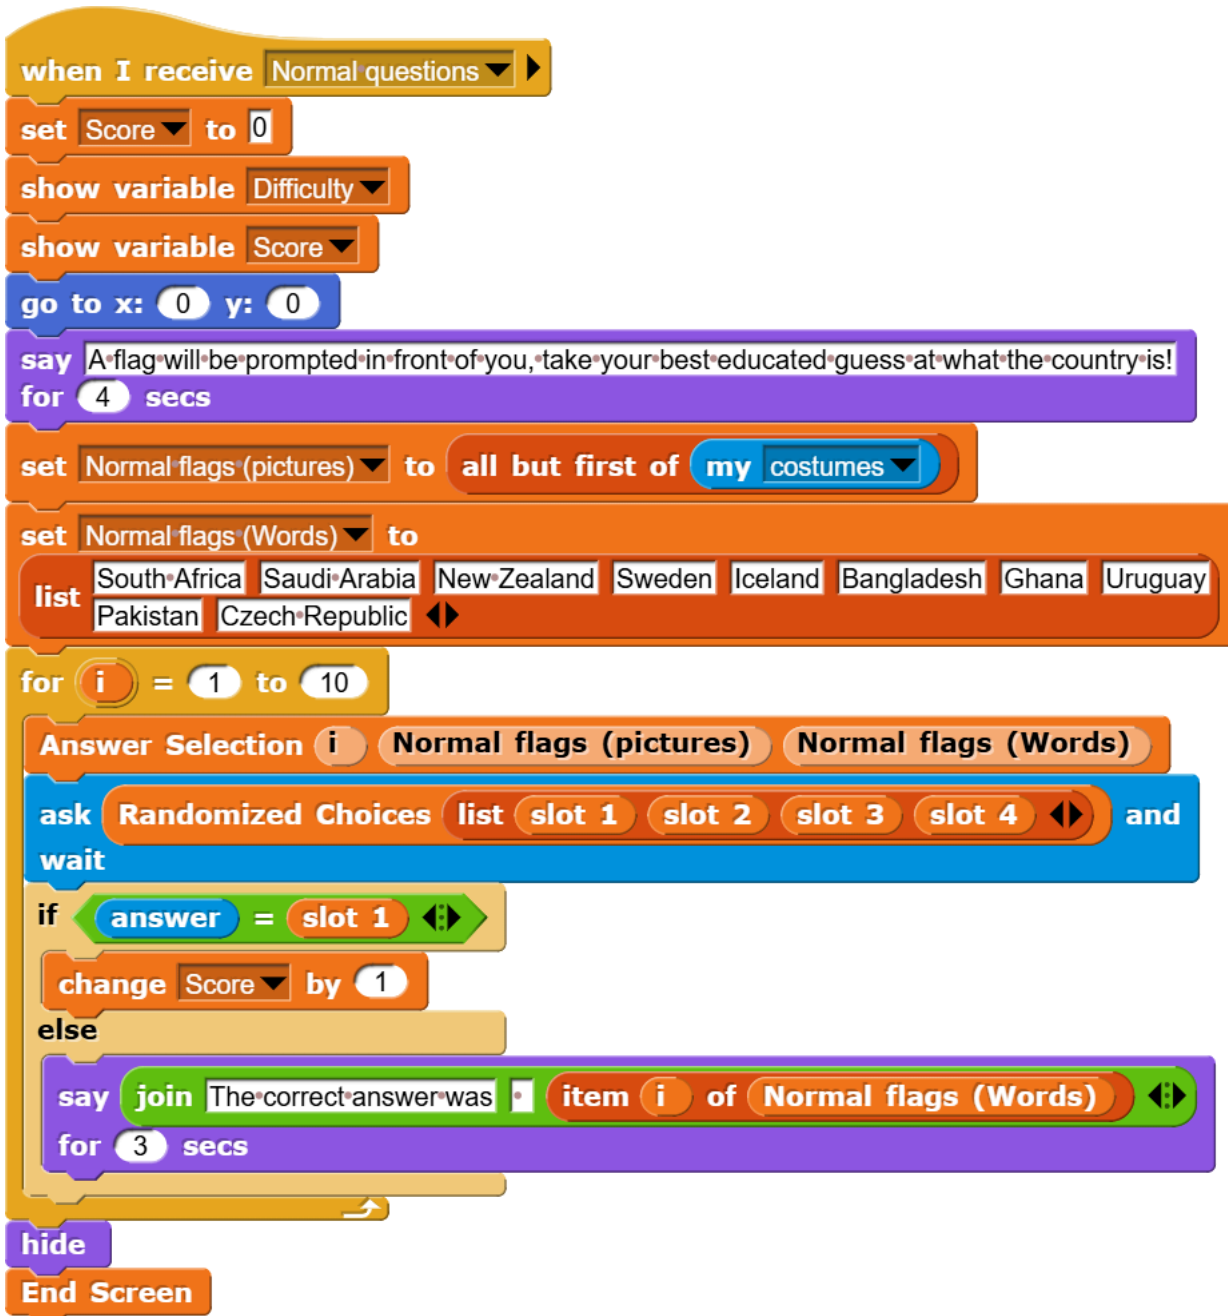 when I receive Normal questions
set Score to 0
show variable Difficulty
show variable Score
go to x: 0 y: 0
say A flag will be prompted in front of you, take your best educated guess at what the country is!
for 4 secs
set Normal flags (pictures) to all but first of my costumes
set Normal flags (Words) to
list South Africa Saudi Arabia New Zealand Sweden Iceland Bangladesh Ghana Uruguay
Pakistan Czech Republic
for i = 1 to 10
Answer Selection i Normal flags (pictures) Normal flags (Words)
ask Randomized Choices list slot 1 slot 2 slot 3 slot 4 and
wait
if answer = slot 1
change Score by 1
else
say join The correct answer was item i of Normal flags (Words)
for 3 secs
hide
End Screen